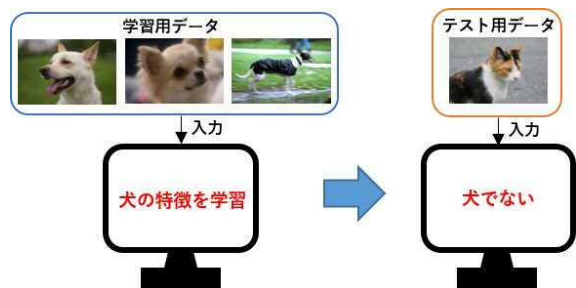 学習用データ
テスト用データ
入力
入力
犬の特徴を学習
犬でない